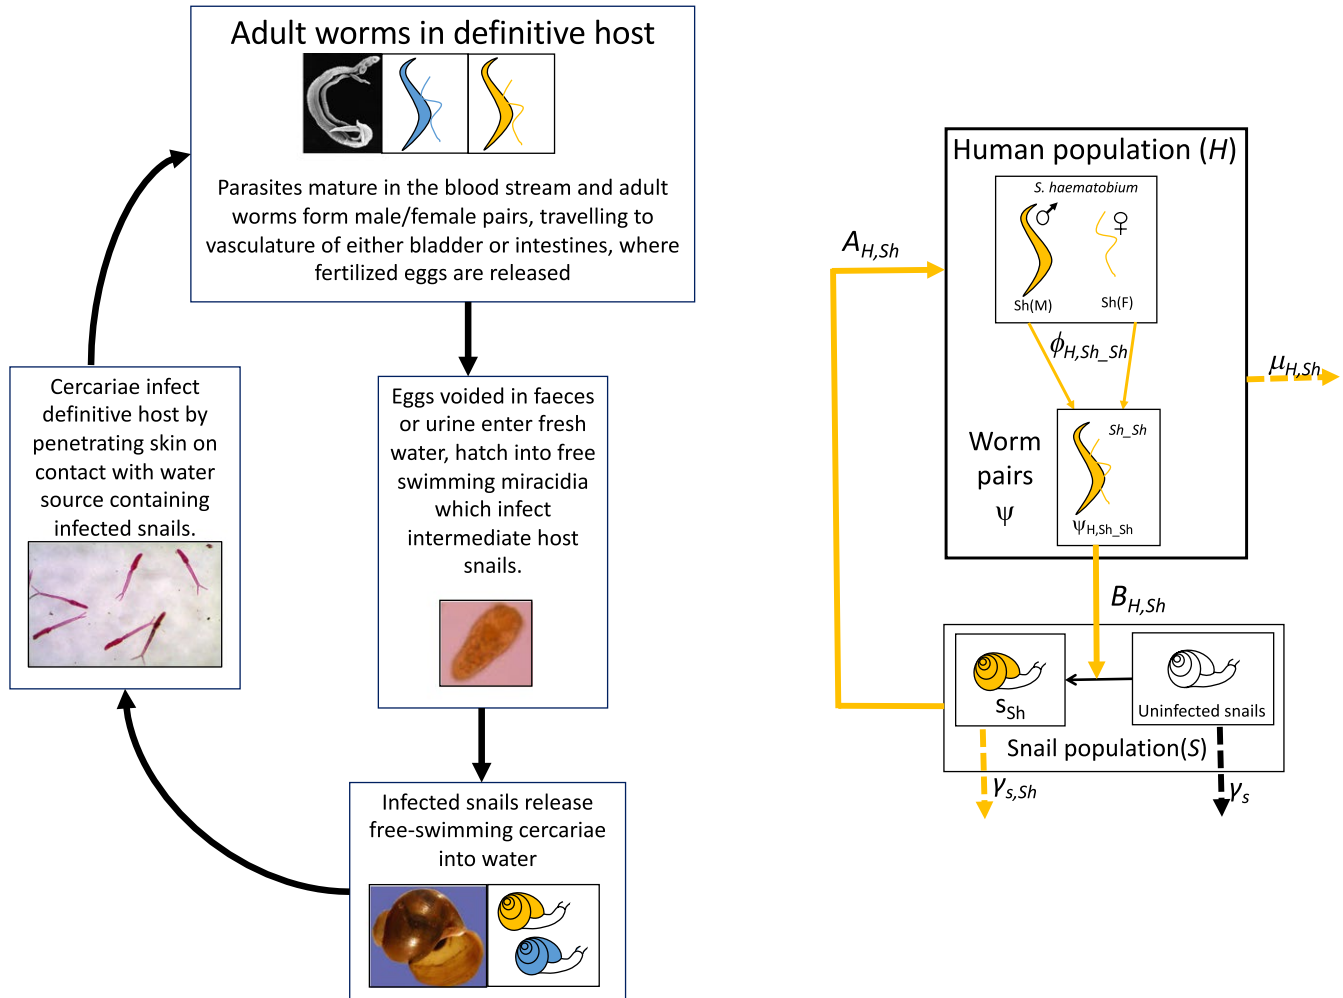 Adult worms in definitive host
Parasites mature in the blood stream and adult
worms form male/female pairs, travelling to
vasculature of either bladder or intestines, where
fertilized eggs are released
Eggs voided in faeces
or urine enter fresh
water, hatch into free
swimming miracidia
which infect
intermediate host
snails.
Infected snails release
free-swimming cercariae
into water
Cercariae infect
definitive host by
penetrating skin on
contact with water
source containing
infected snails.
Human population (H)
S. haematobium
♂ ♀
Sh(M) Sh(F)
A_{H,Sh}
ϕ_{H,Sh_Sh}
μ_{H,Sh}
Sh_Sh
Worm
pairs
ψ
ψ_{H,Sh_Sh}
B_{H,Sh}
s_{Sh}
Uninfected snails
Snail population(S)
γ_{s,Sh}
γ_{s}